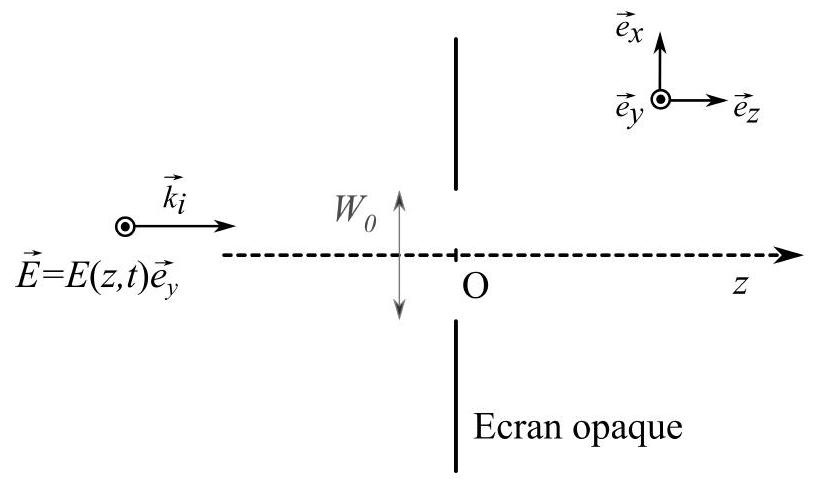 e⃗x
e⃗y e⃗z
k⃗i
W0
E⃗=E(z,t)e⃗y
O
z
Ecran opaque